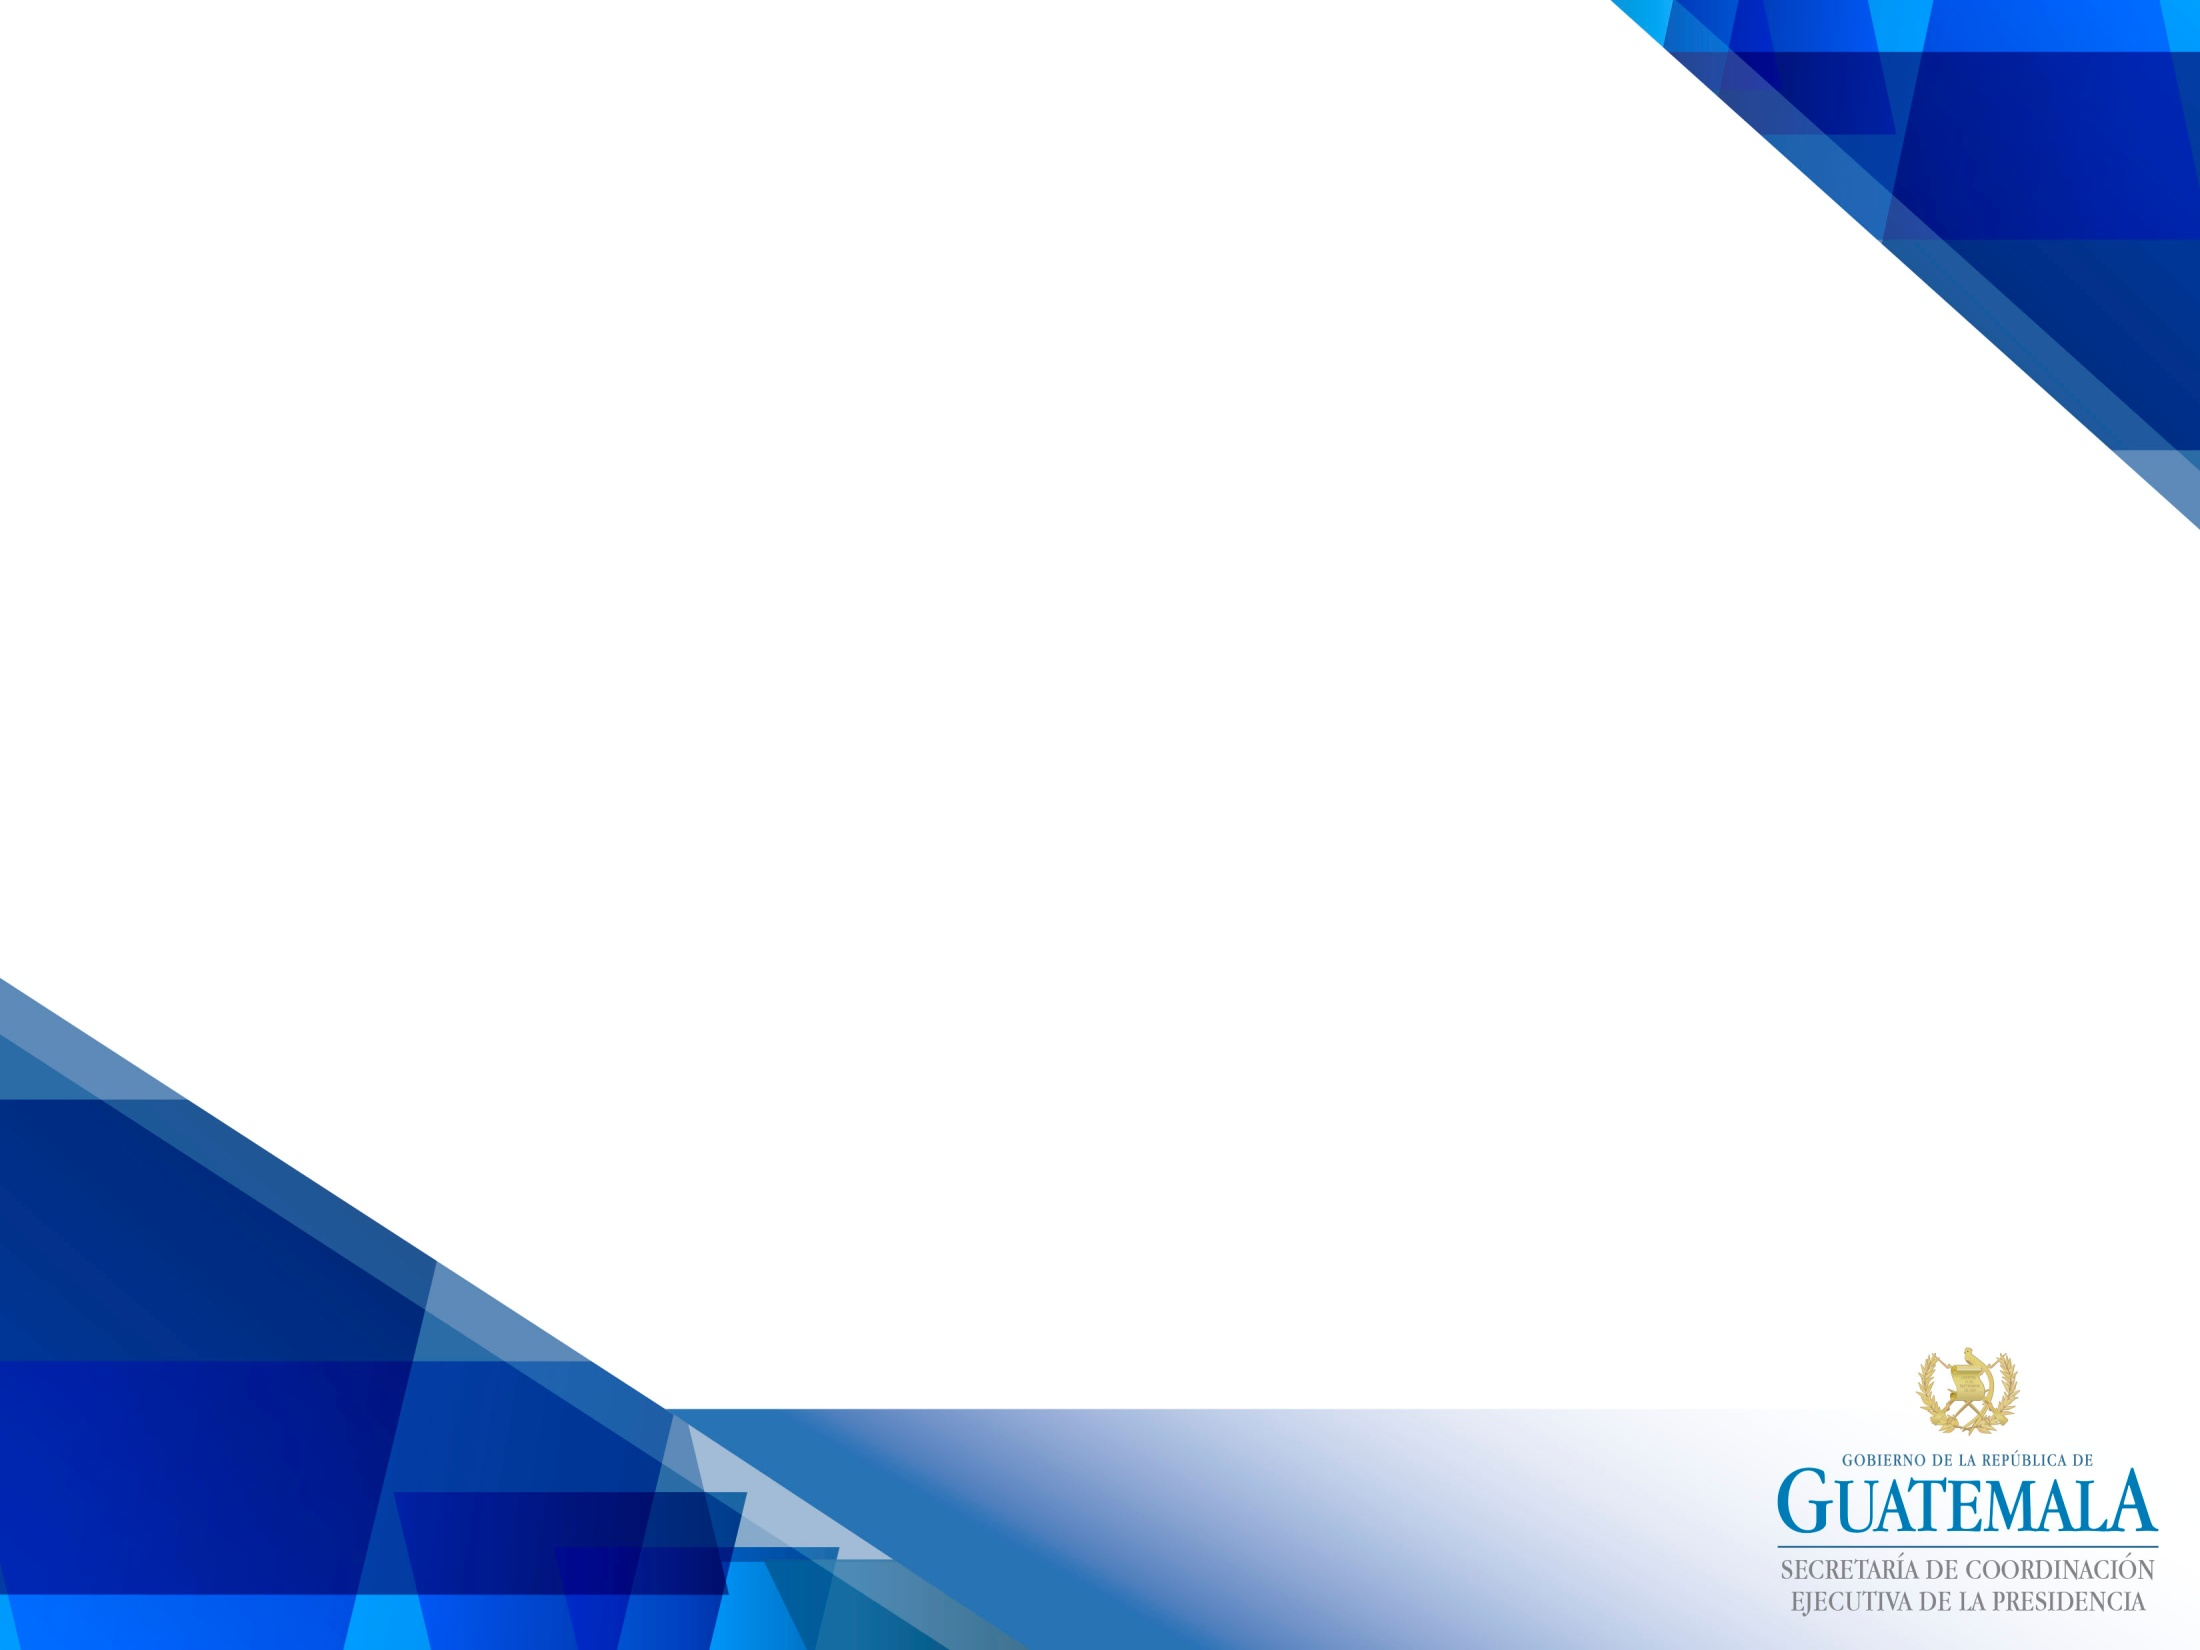 GOBIERNO DE LA REPÚBLICA DE
GUATEMALA
SECRETARÍA DE COORDINACIÓN
EJECUTIVA DE LA PRESIDENCIA